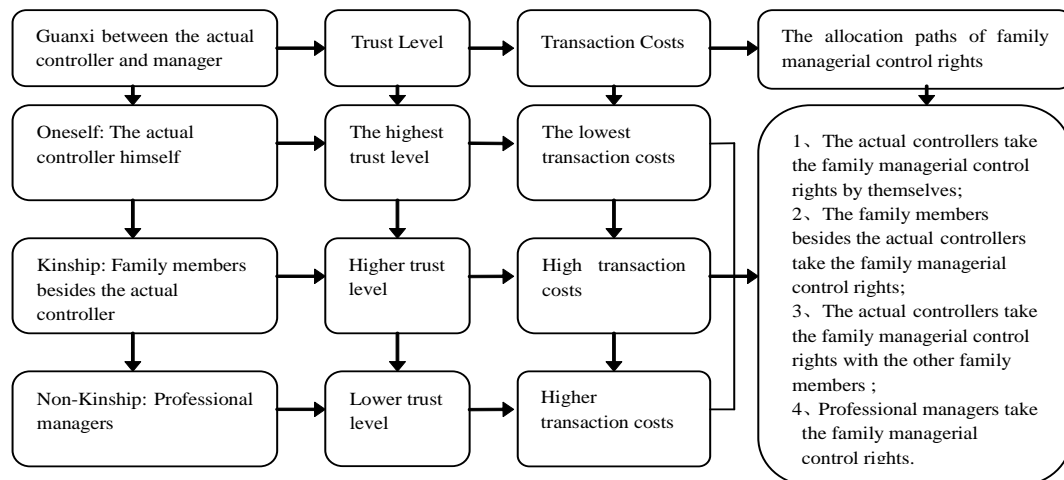 Guanxi between the actual
controller and manager
Trust Level
Transaction Costs
The allocation paths of family
managerial control rights
Oneself: The actual
controller himself
The highest
trust level
The lowest
transaction costs
Kinship: Family members
besides the actual
controller
Higher trust
level
High transaction
costs
Non-Kinship: Professional
managers
Lower trust
level
Higher
transaction costs
1、The actual controllers take
the family managerial control
rights by themselves;
2、The family members
besides the actual controllers
take the family managerial
control rights;
3、The actual controllers take
the family managerial control
rights with the other family
members ;
4、Professional managers take
the family managerial
control rights.